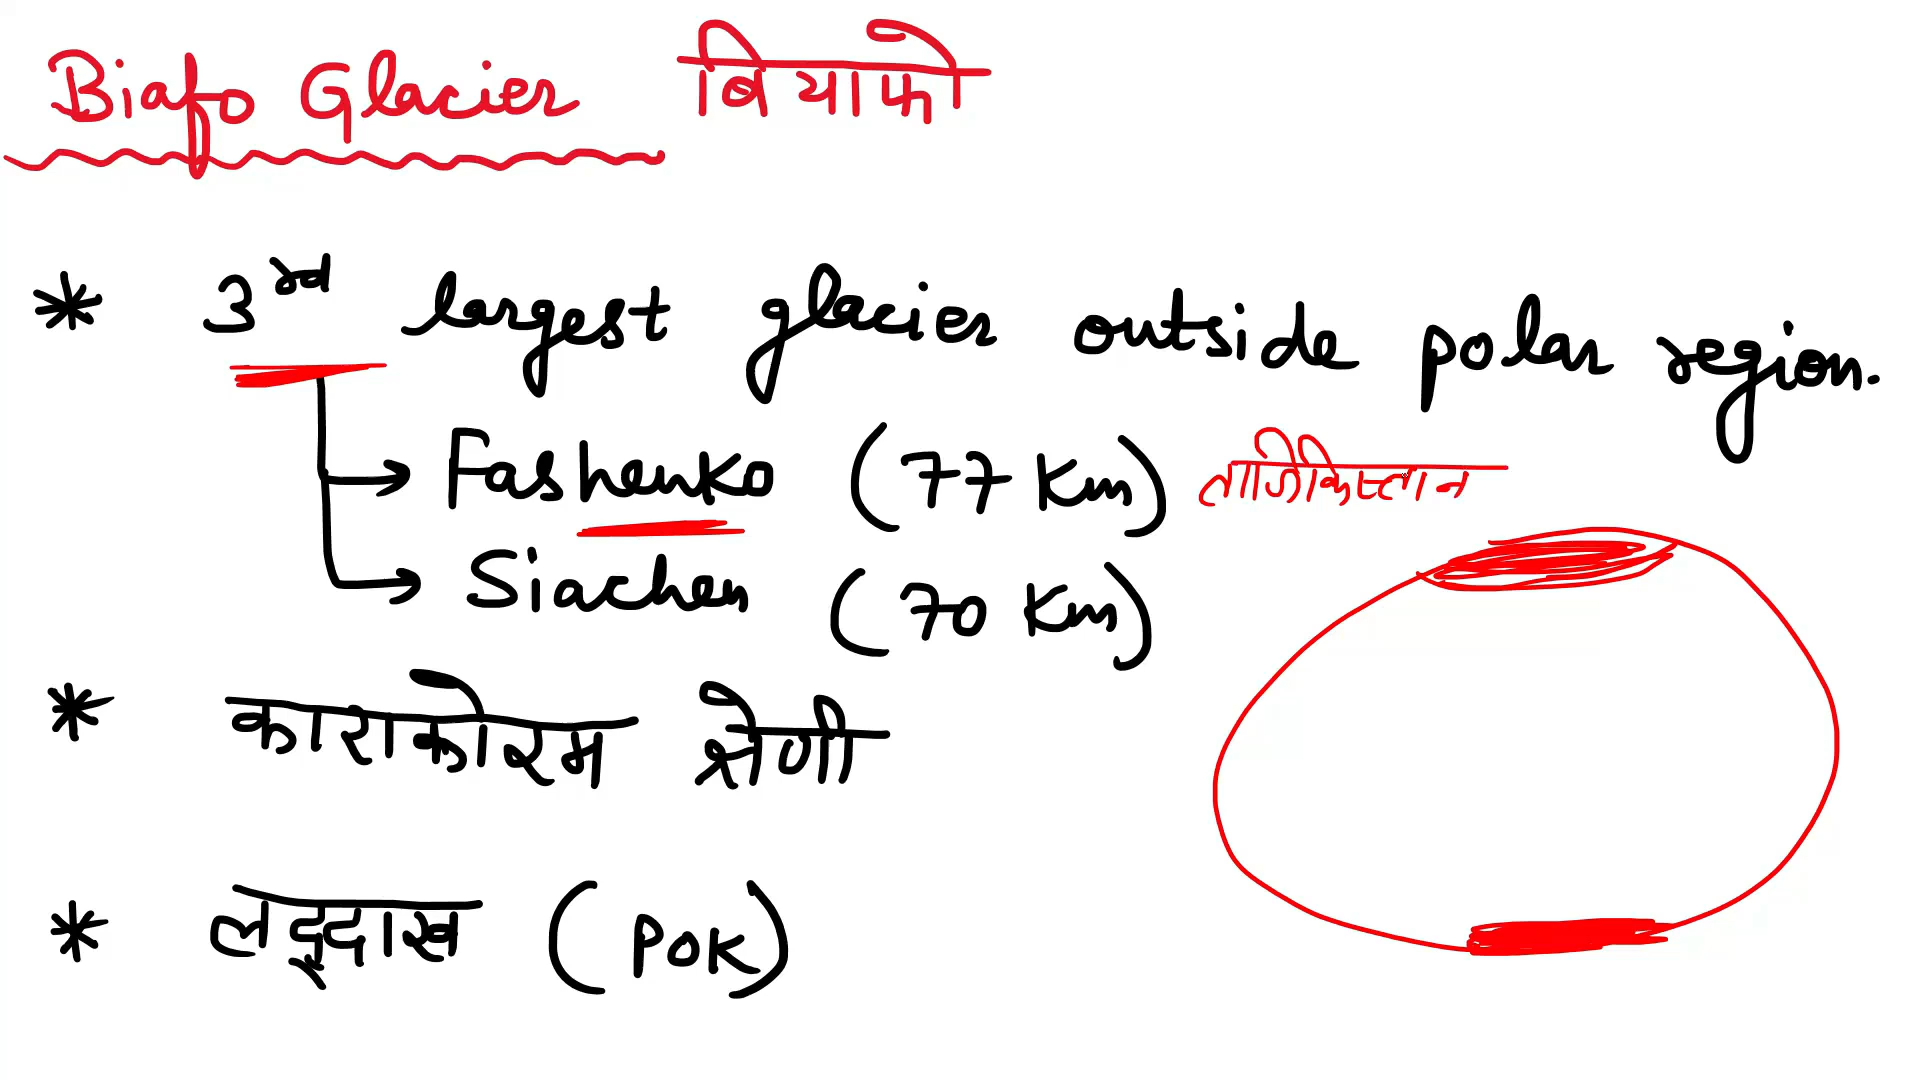 Biafo Glacier बियाफो
* 3rd largest glacier outside polar region.
→ Fashenko (77 Km) ताजिकिस्तान
→ Siachen (70 Km)
* काराकोरम श्रेणी
* लद्दाख (POK)